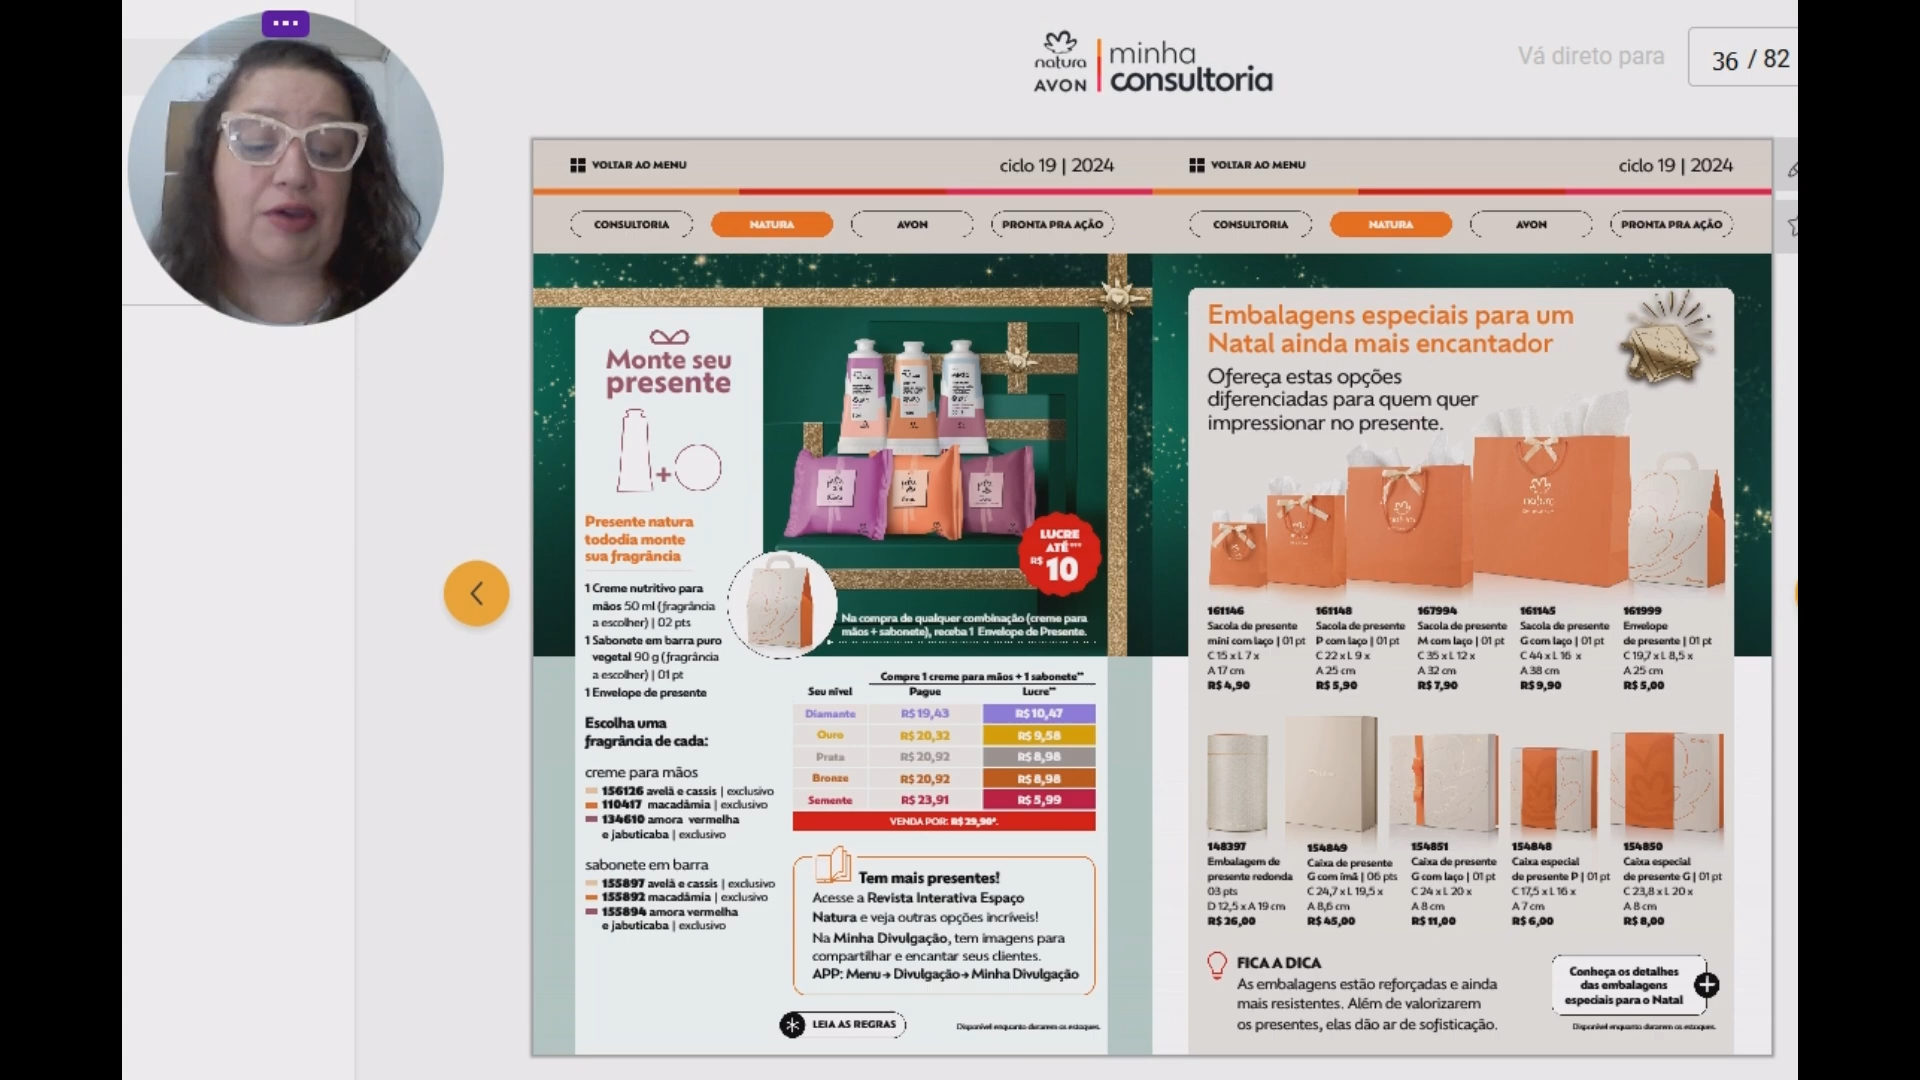 natura
AVON
minha
consultoria
Vá direto para
36 / 82
VOLTAR AO MENU
ciclo 19 | 2024
CONSULTORIA
NATURA
AVON
PRONTA PRA AÇÃO
Monte seu
presente
+
Presente natura
tododia monte
sua fragrância
1 Creme nutritivo para
mãos 50 ml (fragrância
a escolher) | 02 pts
1 Sabonete em barra puro
vegetal 90 g (fragrância
a escolher) | 01 pt
1 Envelope de presente
Escolha uma
fragrância de cada:
creme para mãos
156126 avelã e cassis | exclusivo
110417 macadâmia | exclusivo
134610 amora vermelha
e jabuticaba | exclusivo
sabonete em barra
155897 avelã e cassis | exclusivo
155892 macadâmia | exclusivo
155894 amora vermelha
e jabuticaba | exclusivo
LUCRE
ATÉ***
R$ 10
Na compra de qualquer combinação (creme para
mãos + sabonete), receba 1 Envelope de Presente.
Compre 1 creme para mãos + 1 sabonete**
Seu nível Pague Lucre**
Diamante R$ 19,43 R$ 10,47
Ouro R$ 20,32 R$ 9,58
Prata R$ 20,92 R$ 8,98
Bronze R$ 20,92 R$ 8,98
Semente R$ 23,91 R$ 5,99
VENDA POR: R$ 29,90*.
Tem mais presentes!
Acesse a Revista Interativa Espaço
Natura e veja outras opções incríveis!
Na Minha Divulgação, tem imagens para
compartilhar e encantar seus clientes.
APP: Menu → Divulgação → Minha Divulgação
LEIA AS REGRAS
Disponível enquanto durarem os estoques.
VOLTAR AO MENU
ciclo 19 | 2024
CONSULTORIA
NATURA
AVON
PRONTA PRA AÇÃO
Embalagens especiais para um
Natal ainda mais encantador
Ofereça estas opções
diferenciadas para quem quer
impressionar no presente.
natura
161146
Sacola de presente
mini com laço | 01 pt
C 15 x L 7 x
A 17 cm
R$ 4,90
161148
Sacola de presente
P com laço | 01 pt
C 22 x L 9 x
A 25 cm
R$ 5,90
167994
Sacola de presente
M com laço | 01 pt
C 35 x L 12 x
A 32 cm
R$ 7,90
161145
Sacola de presente
G com laço | 01 pt
C 44 x L 16 x
A 38 cm
R$ 9,90
161999
Envelope
de presente | 01 pt
C 19,7 x L 8,5 x
A 25 cm
R$ 5,00
148397
Embalagem de
presente redonda
03 pts
D 12,5 x A 19 cm
R$ 26,00
154849
Caixa de presente
G com ímã | 06 pts
C 24,7 x L 19,5 x
A 8,6 cm
R$ 45,00
154851
Caixa de presente
G com laço | 01 pt
C 24 x L 20 x
A 8 cm
R$ 11,00
154848
Caixa especial
de presente P | 01 pt
C 17,5 x L 16 x
A 7 cm
R$ 6,00
154850
Caixa especial
de presente G | 01 pt
C 23,8 x L 20 x
A 8 cm
R$ 8,00
FICA A DICA
As embalagens estão reforçadas e ainda
mais resistentes. Além de valorizarem
os presentes, elas dão ar de sofisticação.
Conheça os detalhes
das embalagens
especiais para o Natal
Disponível enquanto durarem os estoques.